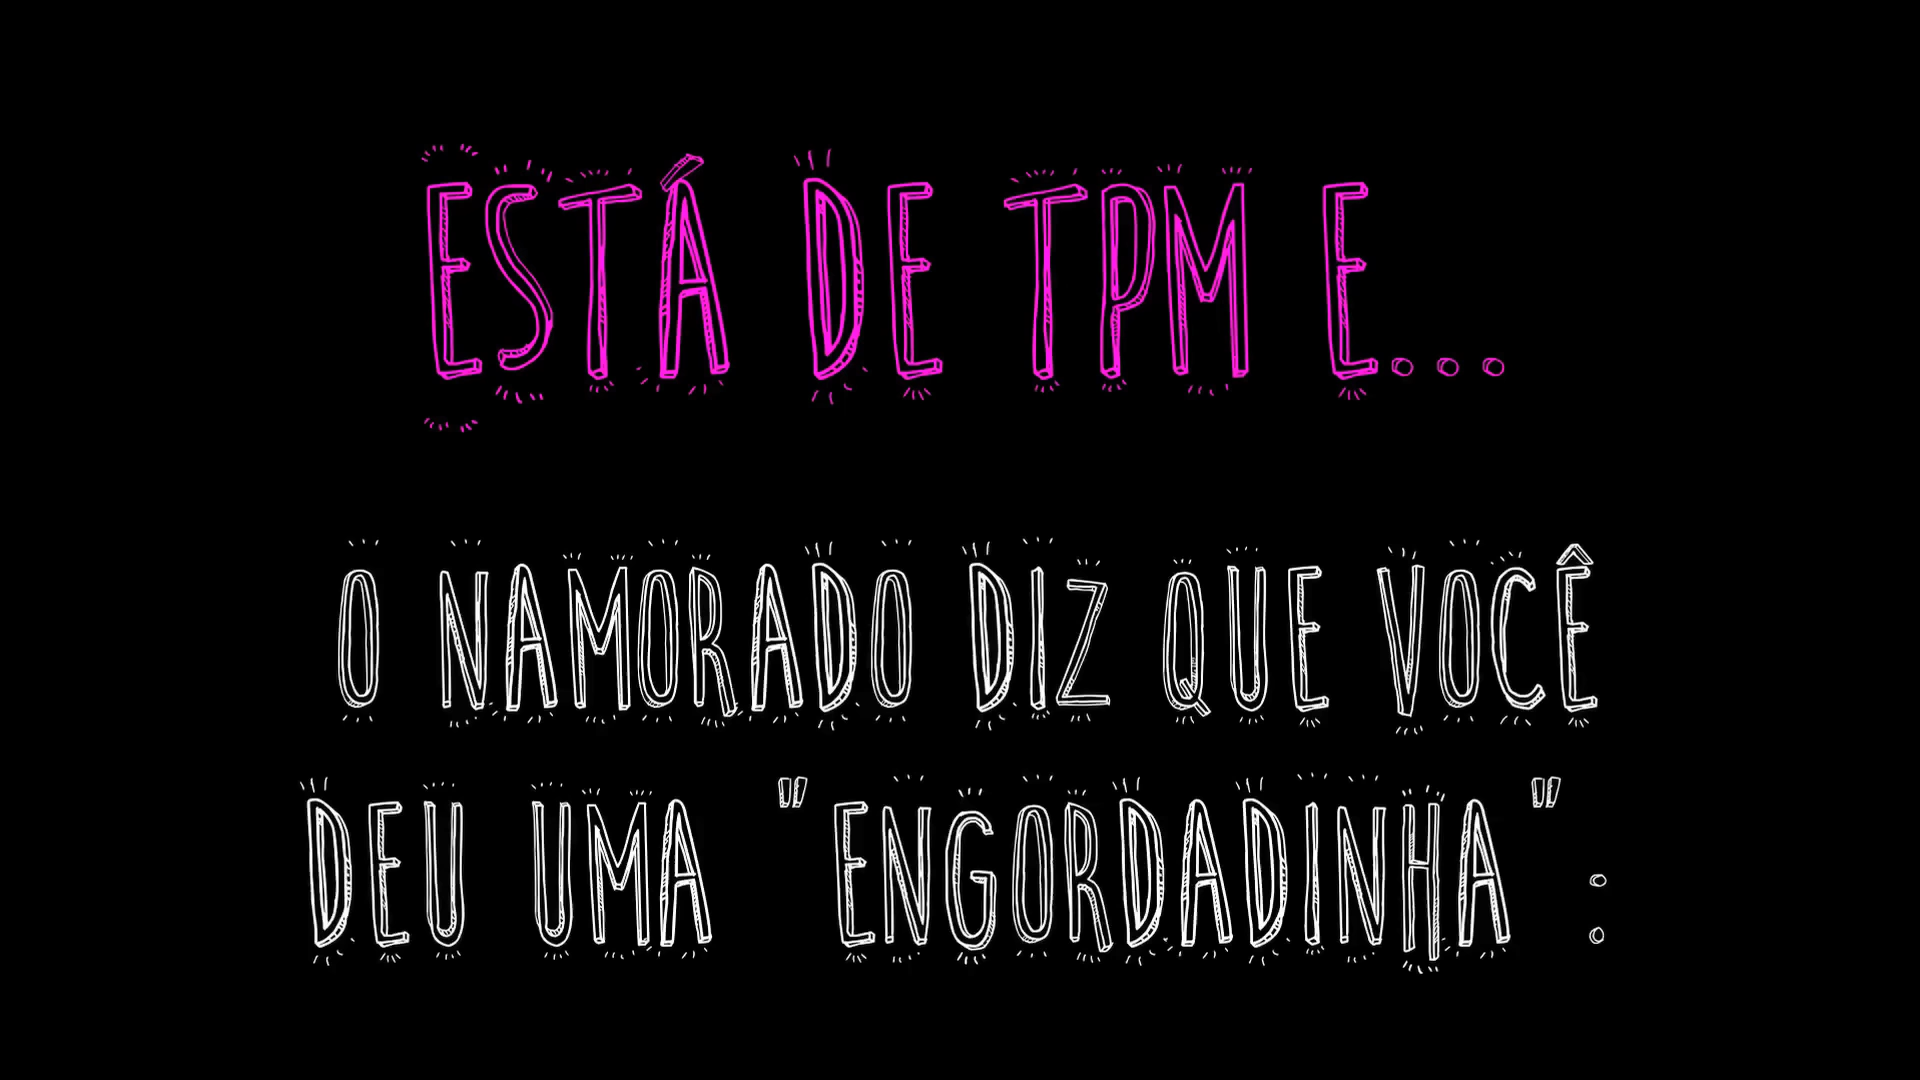 ESTÁ DE TPM E...
O NAMORADO DIZ QUE VOCÊ
DEU UMA "ENGORDADINHA" :